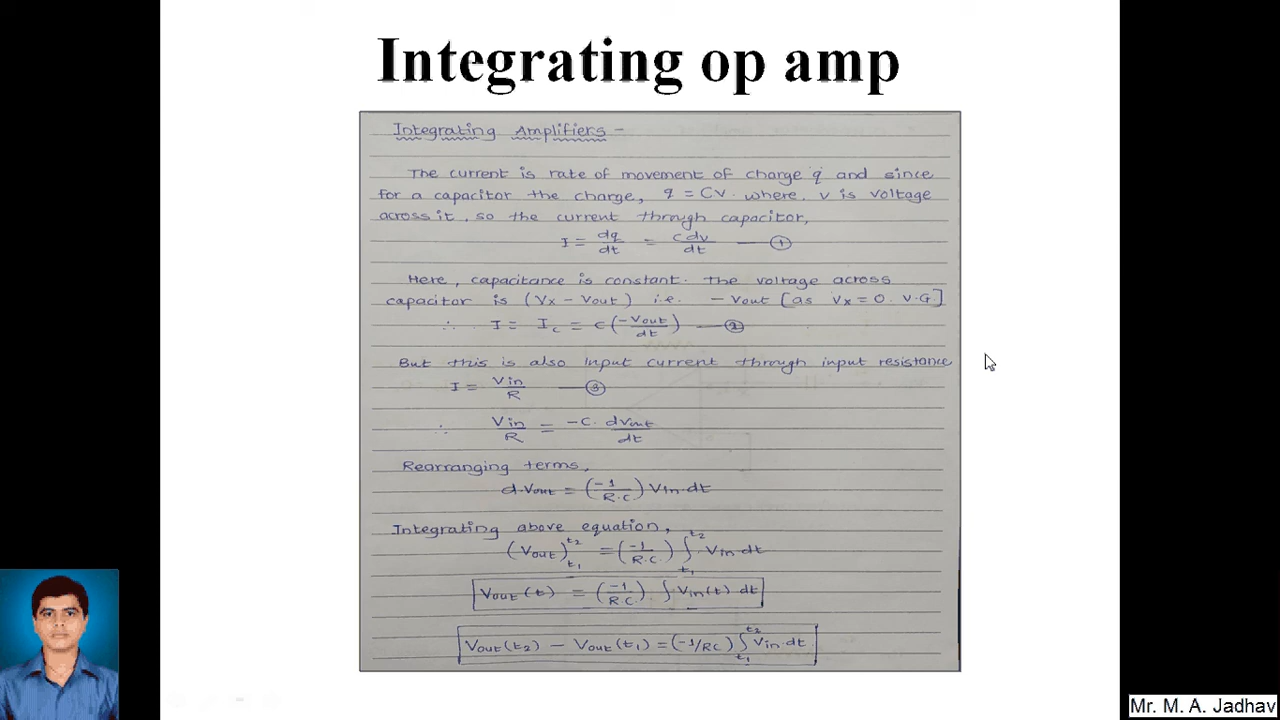 Integrating op amp
Integrating Amplifiers -
The current is rate of movement of charge q and since
for a capacitor the charge, q = CV. where, v is voltage
across it, so the current through capacitor,
I = dq/dt = C dv/dt — ①
Here, capacitance is constant. The voltage across
capacitor is (Vx - Vout) i.e. - Vout [as Vx = 0. V.G]
∴ I = Ic = C (-Vout/dt) — ②
But this is also input current through input resistance
I = Vin/R — ③
∴ Vin/R = -C. dVout/dt
Rearranging terms,
d.Vout = (-1/R.C) Vin.dt
Integrating above equation,
(Vout)t1^t2 = (-1/R.C.) ∫t1^t2 Vin.dt
Vout(t) = (-1/R.C.) ∫ Vin(t) dt
Vout(t2) - Vout(t1) = (-1/RC) ∫t1^t2 Vin.dt
Mr. M. A. Jadhav